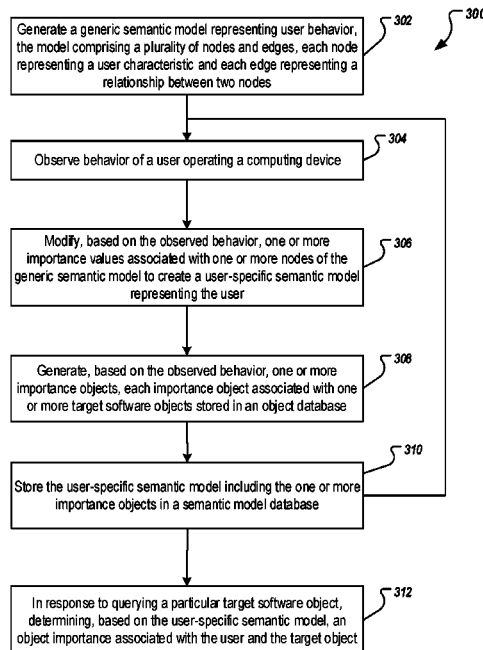 300
Generate a generic semantic model representing user behavior,
the model comprising a plurality of nodes and edges, each node
representing a user characteristic and each edge representing a
relationship between two nodes
302
Observe behavior of a user operating a computing device
304
Modify, based on the observed behavior, one or more
importance values associated with one or more nodes of the
generic semantic model to create a user-specific semantic model
representing the user
306
Generate, based on the observed behavior, one or more
importance objects, each importance object associated with one
or more target software objects stored in an object database
308
Store the user-specific semantic model including the one or more
importance objects in a semantic model database
310
In response to querying a particular target software object,
determining, based on the user-specific semantic model, an
object importance associated with the user and the target object
312